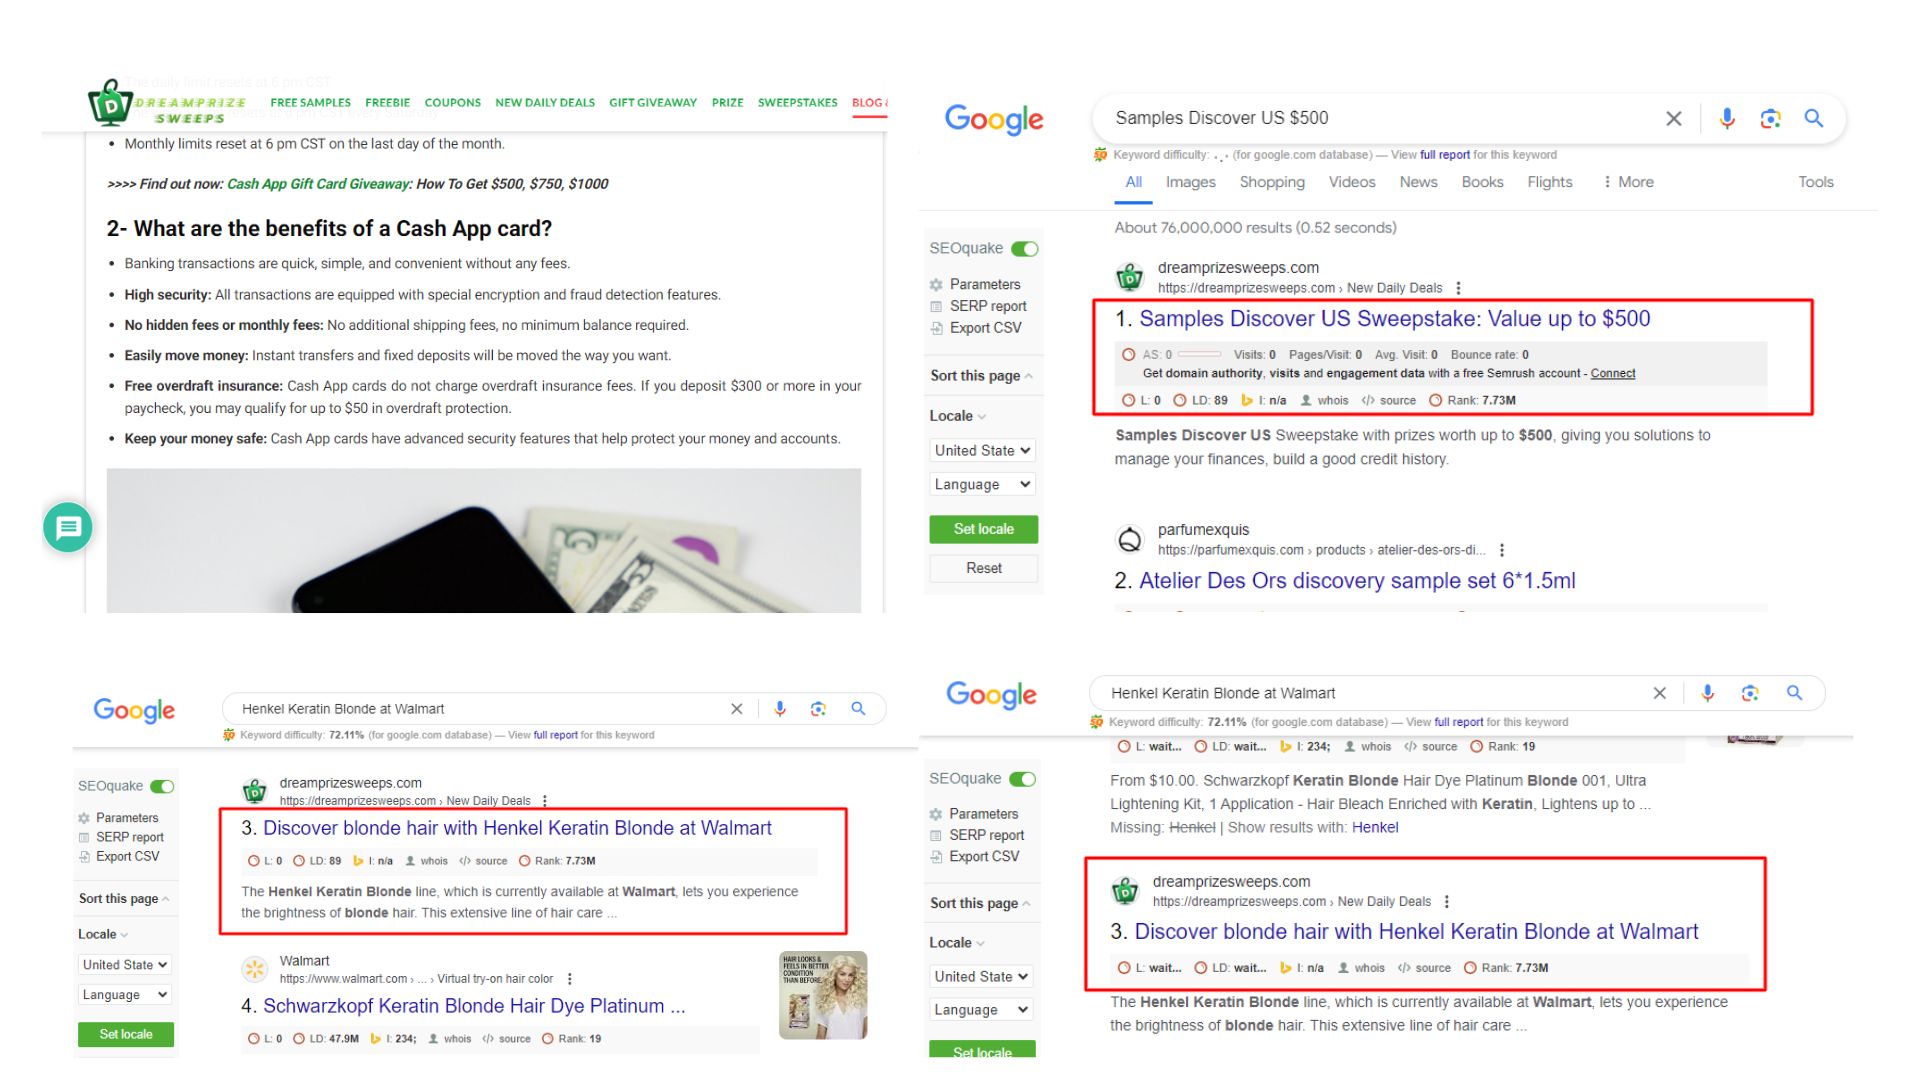 The daily limit resets at 6 pm CST
DREAMPRIZE
SWEEPS
FREE SAMPLES FREEBIE COUPONS NEW DAILY DEALS GIFT GIVEAWAY PRIZE SWEEPSTAKES BLOG &
resets at 6 pm CST every Saturday
• Monthly limits reset at 6 pm CST on the last day of the month.
>>>> Find out now: Cash App Gift Card Giveaway: How To Get $500, $750, $1000
2- What are the benefits of a Cash App card?
• Banking transactions are quick, simple, and convenient without any fees.
• High security: All transactions are equipped with special encryption and fraud detection features.
• No hidden fees or monthly fees: No additional shipping fees, no minimum balance required.
• Easily move money: Instant transfers and fixed deposits will be moved the way you want.
• Free overdraft insurance: Cash App cards do not charge overdraft insurance fees. If you deposit $300 or more in your
paycheck, you may qualify for up to $50 in overdraft protection.
• Keep your money safe: Cash App cards have advanced security features that help protect your money and accounts.
Google
Samples Discover US $500
Keyword difficulty: . . (for google.com database) — View full report for this keyword
All Images Shopping Videos News Books Flights More Tools
About 76,000,000 results (0.52 seconds)
SEOquake
Parameters
SERP report
Export CSV
Sort this page
Locale
United State
Language
Set locale
Reset
dreamprizesweeps.com
https://dreamprizesweeps.com › New Daily Deals
1. Samples Discover US Sweepstake: Value up to $500
AS: 0 Visits: 0 Pages/Visit: 0 Avg. Visit: 0 Bounce rate: 0
Get domain authority, visits and engagement data with a free Semrush account - Connect
L: 0 LD: 89 I: n/a whois source Rank: 7.73M
Samples Discover US Sweepstake with prizes worth up to $500, giving you solutions to
manage your finances, build a good credit history.
parfumexquis
https://parfumexquis.com › products › atelier-des-ors-di...
2. Atelier Des Ors discovery sample set 6*1.5ml
Google
Henkel Keratin Blonde at Walmart
Keyword difficulty: 72.11% (for google.com database) — View full report for this keyword
SEOquake
Parameters
SERP report
Export CSV
Sort this page
Locale
United State
Language
Set locale
dreamprizesweeps.com
https://dreamprizesweeps.com › New Daily Deals
3. Discover blonde hair with Henkel Keratin Blonde at Walmart
L: 0 LD: 89 I: n/a whois source Rank: 7.73M
The Henkel Keratin Blonde line, which is currently available at Walmart, lets you experience
the brightness of blonde hair. This extensive line of hair care ...
Walmart
https://www.walmart.com › ... › Virtual try-on hair color
4. Schwarzkopf Keratin Blonde Hair Dye Platinum ...
L: 0 LD: 47.9M I: 234; whois source Rank: 19
HAIR LOOKS &
FEELS IN BETTER
CONDITION
THAN BEFORE
Google
Henkel Keratin Blonde at Walmart
Keyword difficulty: 72.11% (for google.com database) — View full report for this keyword
L: wait... LD: wait... I: 234; whois source Rank: 19
SEOquake
Parameters
SERP report
Export CSV
Sort this page
Locale
United State
Language
Set locale
From $10.00. Schwarzkopf Keratin Blonde Hair Dye Platinum Blonde 001, Ultra
Lightening Kit, 1 Application - Hair Bleach Enriched with Keratin, Lightens up to ...
Missing: Henkel | Show results with: Henkel
dreamprizesweeps.com
https://dreamprizesweeps.com › New Daily Deals
3. Discover blonde hair with Henkel Keratin Blonde at Walmart
L: wait... LD: wait... I: n/a whois source Rank: 7.73M
The Henkel Keratin Blonde line, which is currently available at Walmart, lets you experience
the brightness of blonde hair. This extensive line of hair care ...